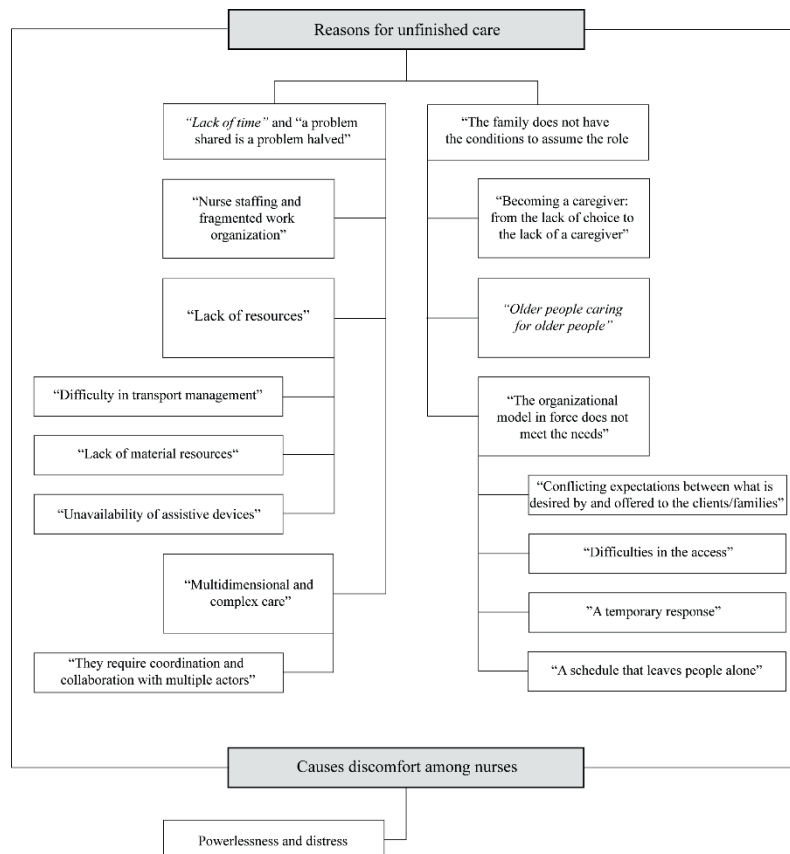 Reasons for unfinished care
“Lack of time” and “a problem
shared is a problem halved”
“Nurse staffing and
fragmented work
organization”
“Lack of resources”
“Difficulty in transport management”
“Lack of material resources“
“Unavailability of assistive devices”
“Multidimensional and
complex care”
“They require coordination and
collaboration with multiple actors”
“The family does not have
the conditions to assume the role
“Becoming a caregiver:
from the lack of choice to
the lack of a caregiver”
“Older people caring
for older people”
“The organizational
model in force does not
meet the needs”
“Conflicting expectations between what is
desired by and offered to the clients/families”
”Difficulties in the access”
”A temporary response”
“A schedule that leaves people alone”
Causes discomfort among nurses
Powerlessness and distress